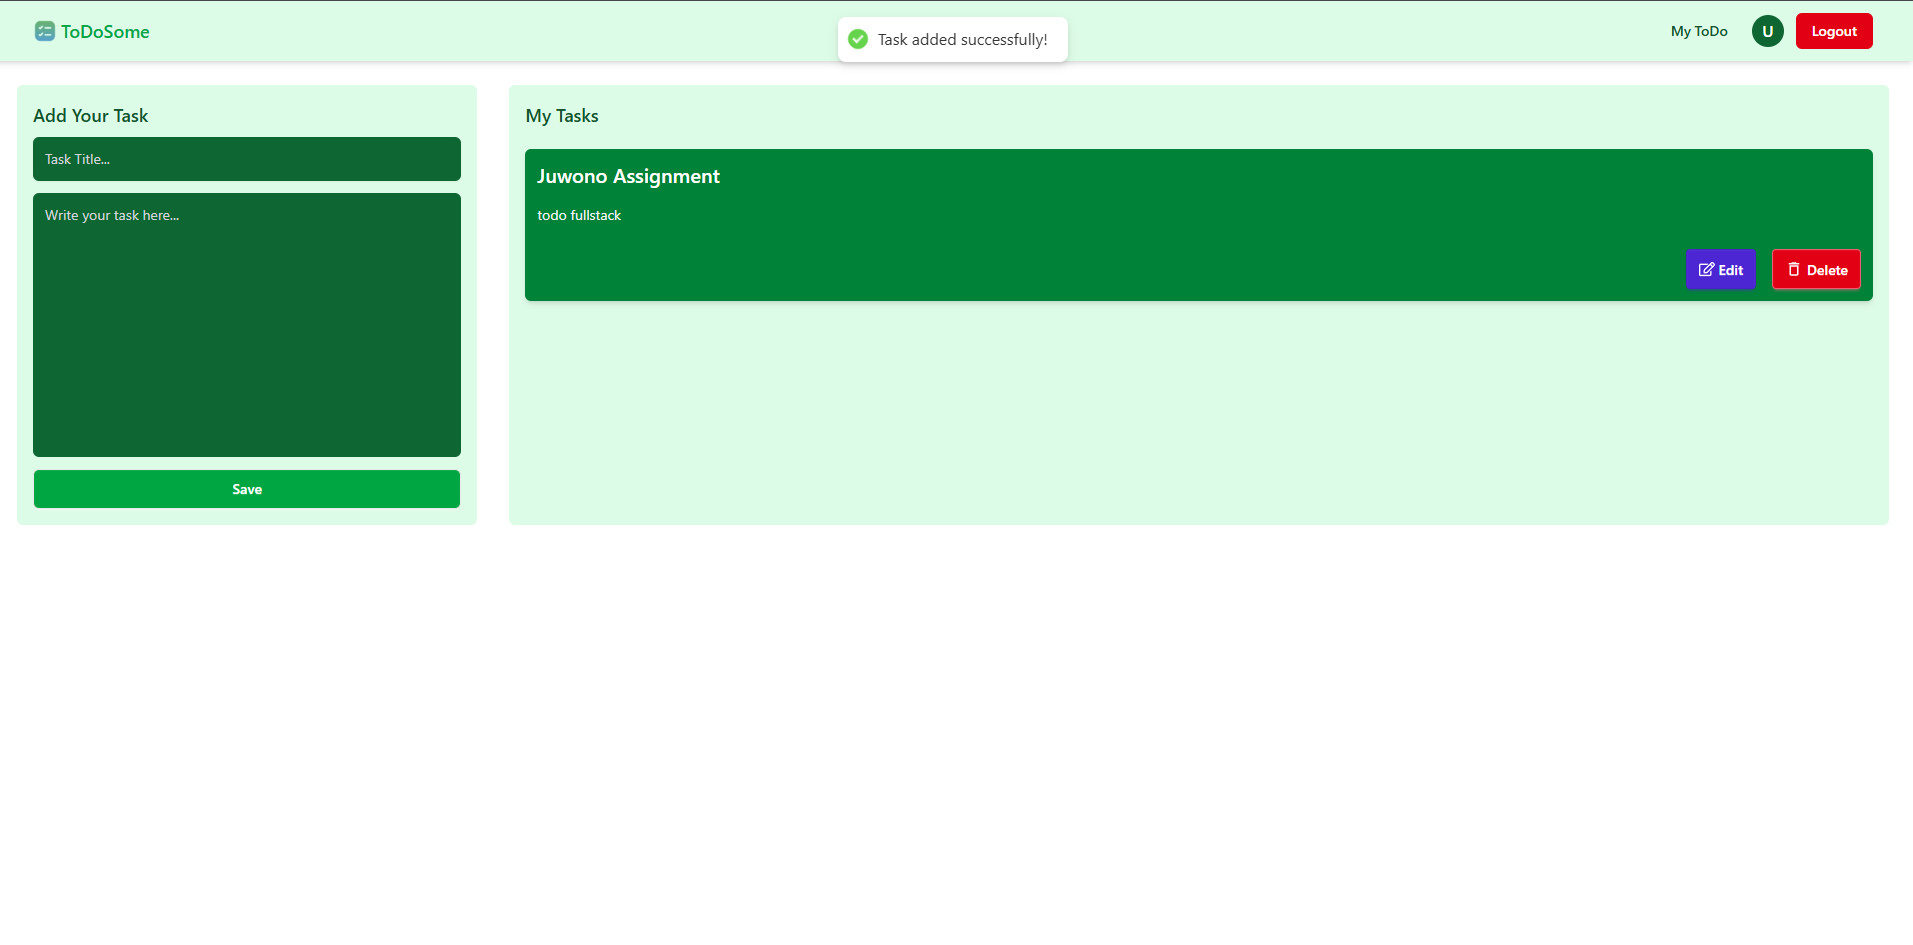 ToDoSome
Task added successfully!
My ToDo
U
Logout
Add Your Task
Task Title...
Write your task here...
Save
My Tasks
Juwono Assignment
todo fullstack
Edit
Delete